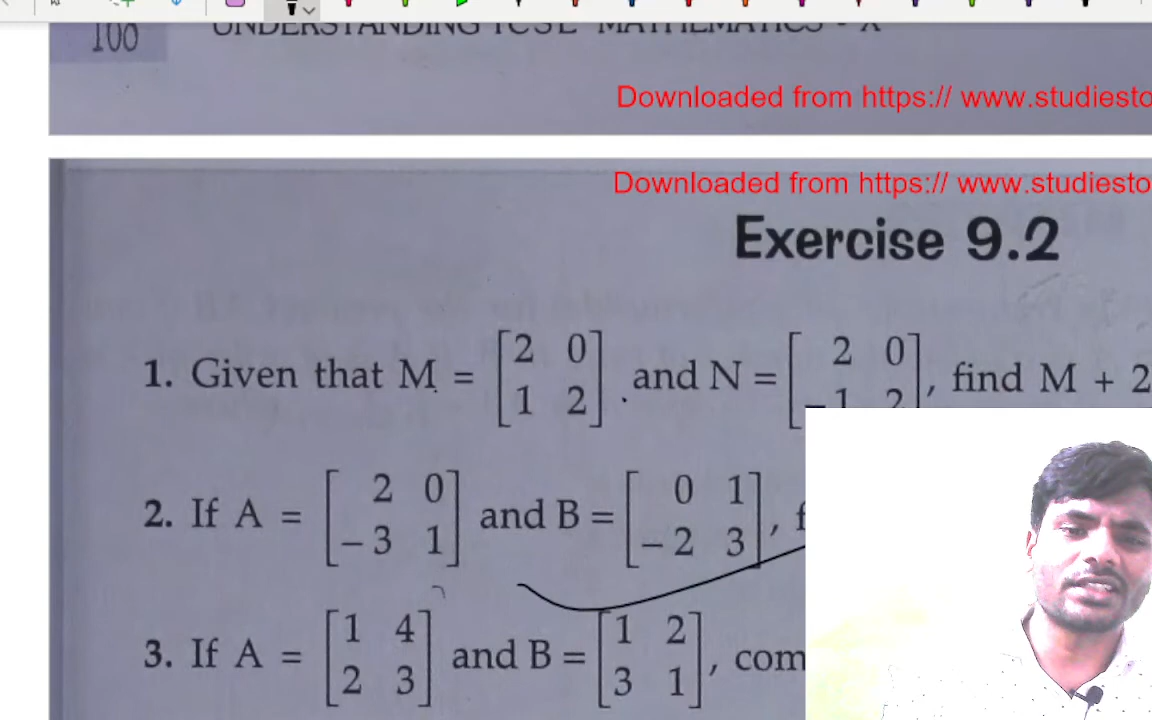 100 UNDERSTANDING ICSE MATHEMATICS - X
Downloaded from https:// www.studiesto
Downloaded from https:// www.studiesto
Exercise 9.2
1. Given that M = [2 0 1 2] and N = [2 0 -1 2], find M + 2
2. If A = [2 0 -3 1] and B = [0 1 -2 3], f
3. If A = [1 4 2 3] and B = [1 2 3 1], com